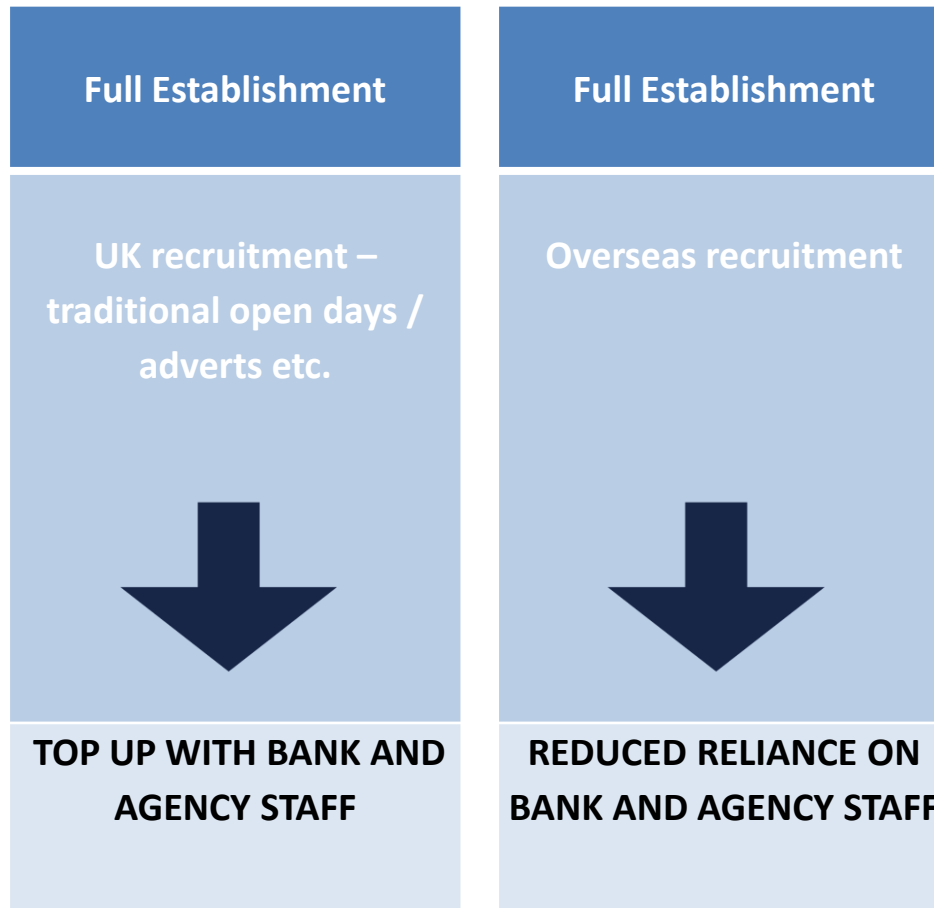 Full Establishment
UK recruitment –
traditional open days /
adverts etc.
TOP UP WITH BANK AND
AGENCY STAFF
Full Establishment
Overseas recruitment
REDUCED RELIANCE ON
BANK AND AGENCY STAFF